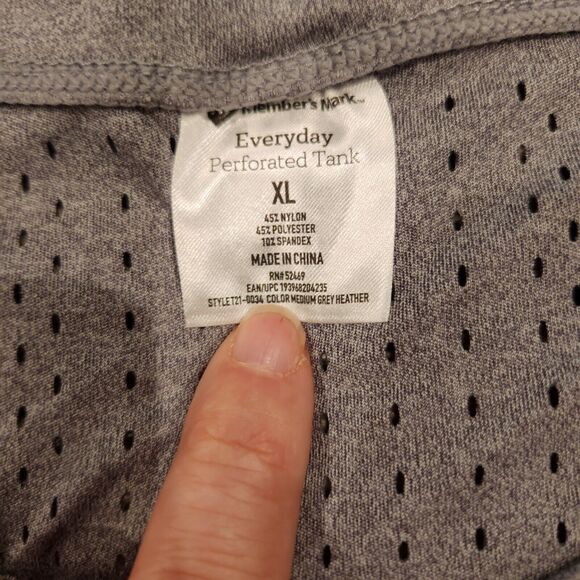 Member's Mark™
Everyday
Perforated Tank
XL
45% NYLON
45% POLYESTER
10% SPANDEX
MADE IN CHINA
RN# 52469
EAN/UPC 193968204235
STYLE T21-0034 COLOR MEDIUM GREY HEATHER